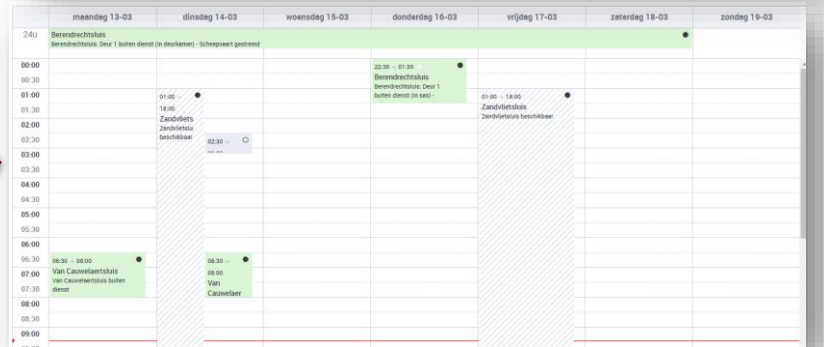 maandag 13-03 dinsdag 14-03 woensdag 15-03 donderdag 16-03 vrijdag 17-03 zaterdag 18-03 zondag 19-03
24u
Berendrechtsluis
Berendrechtsluis: Deur 1 buiten dienst (in deurkamer) - Scheepvaart gestremd
00:00
00:30
01:00
01:30
02:00
02:30
03:00
03:30
04:00
04:30
05:00
05:30
06:00
06:30
07:00
07:30
08:00
08:30
09:00
06:30 - 08:00
Van Cauwelaertsluis
Van Cauwelaertsluis buiten
dienst
01:00 -
18:00
Zandvliets
Zandvlietslu
beschikbaar
02:30 -
06:30 -
08:00
Van
Cauwelaer
22:30 - 01:30
Berendrechtsluis
Berendrechtsluis: Deur 1
buiten dienst (in sas) -
01:00 - 18:00
Zandvlietsluis
Zandvlietsluis beschikbaar